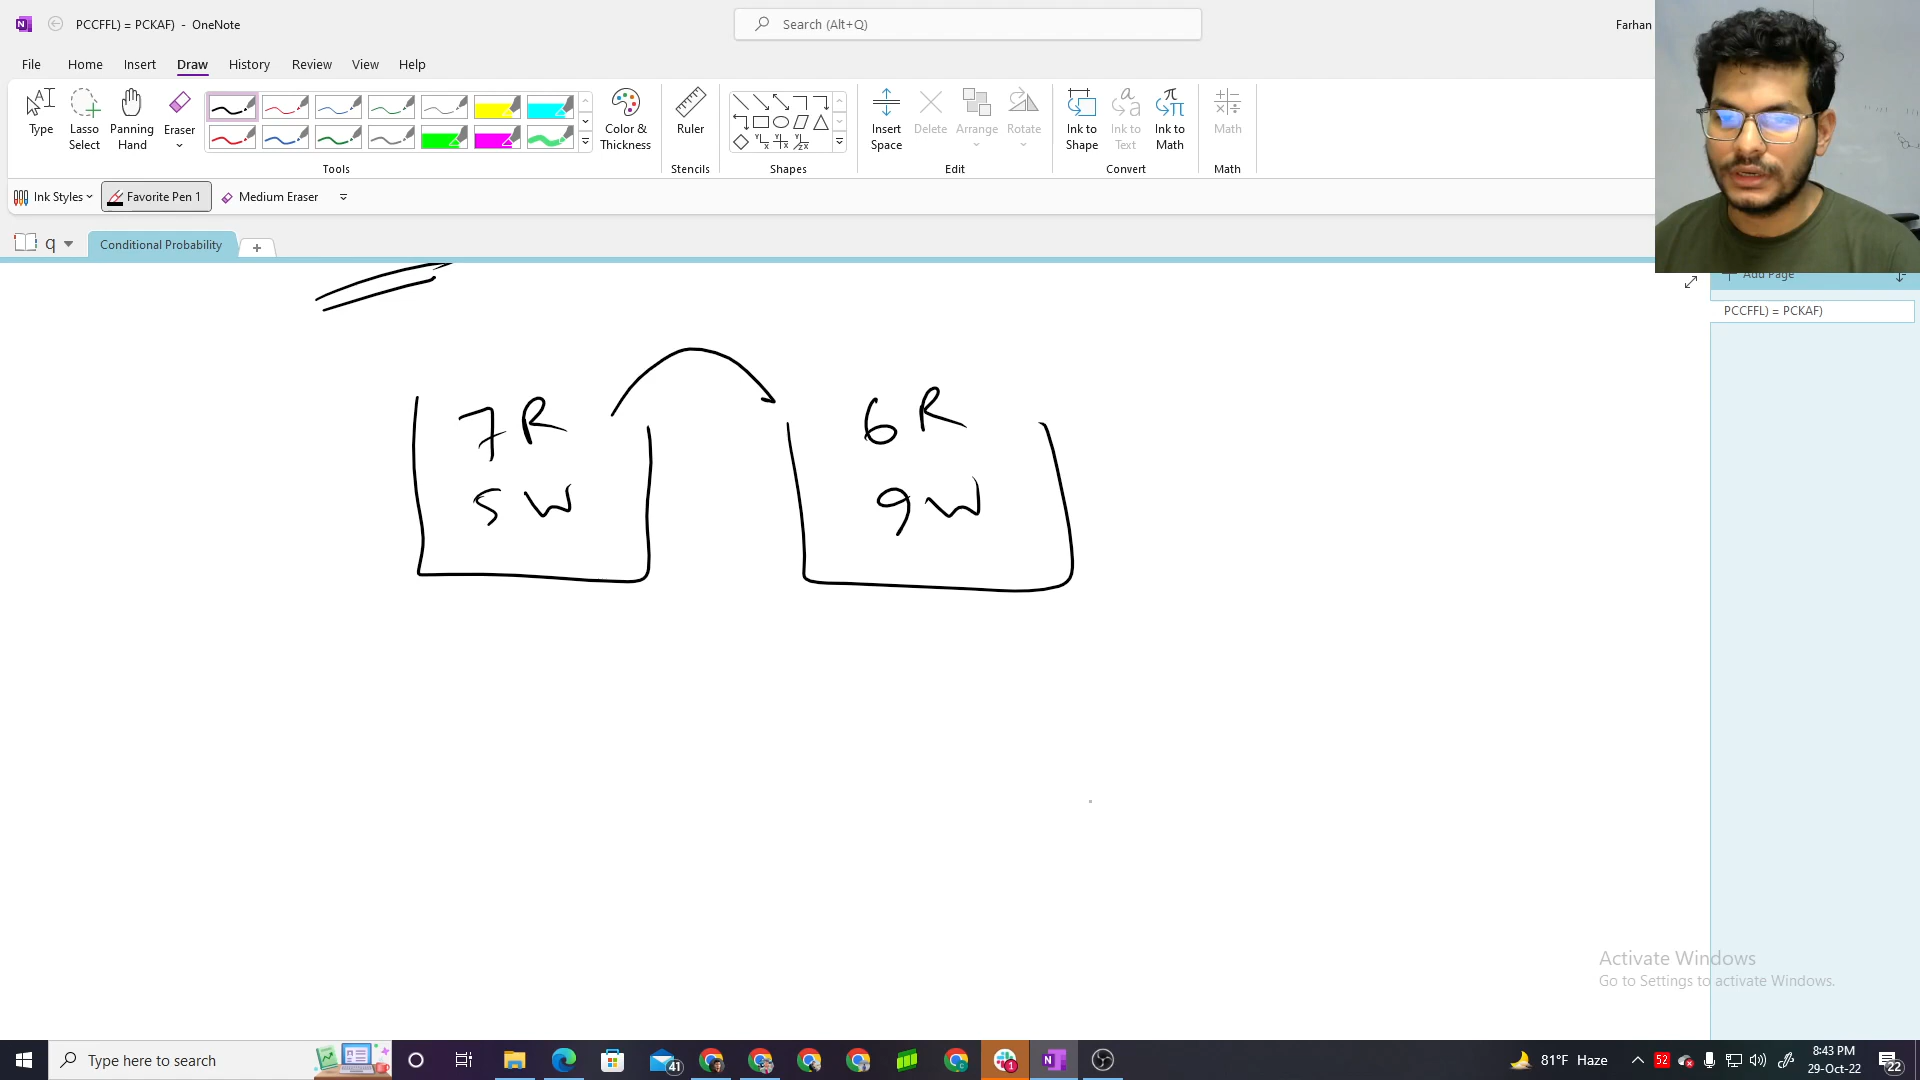 PCCFFL) = PCKAF) - OneNote
Search (Alt+Q)
Farhan
File Home Insert Draw History Review View Help
Type
Lasso Select
Panning Hand
Eraser
Color & Thickness
Ruler
Insert Space
Delete
Arrange
Rotate
Ink to Shape
Ink to Text
Ink to Math
Math
Tools Stencils Shapes Edit Convert Math
Ink Styles Favorite Pen 1 Medium Eraser
q Conditional Probability
Add Page
PCCFFL) = PCKAF)
7R 6R
5W 9W
Activate Windows
Go to Settings to activate Windows.
Type here to search
41
1
81°F Haze
52
8:43 PM
29-Oct-22
22